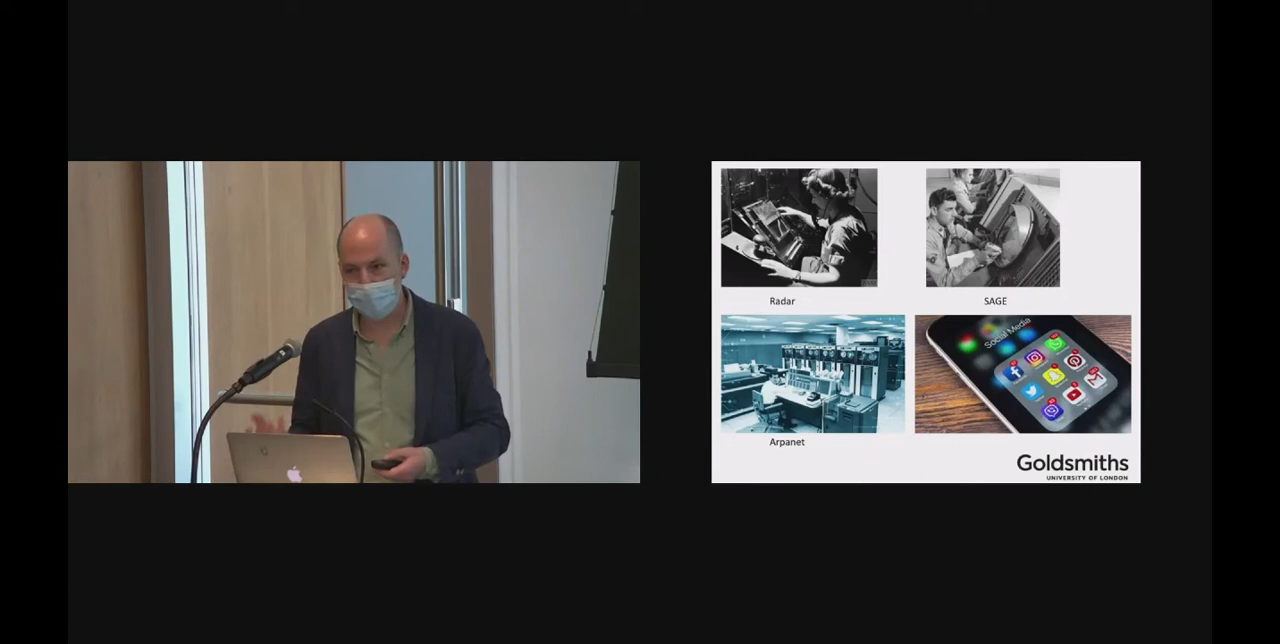 Radar
SAGE
Social Media
Arpanet
Goldsmiths
UNIVERSITY OF LONDON